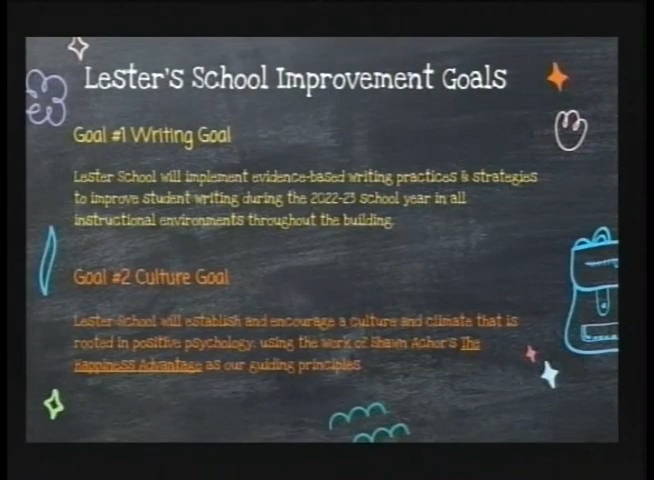 Lester's School Improvement Goals
Goal #1 Writing Goal
Lester School will implement evidence-based writing practices & strategies
to improve student writing during the 2022-23 school year in all
instructional environments throughout the building.
Goal #2 Culture Goal
Lester School will establish and encourage a culture and climate that is
rooted in positive psychology, using the work of Shawn Achor's The
Happiness Advantage as our guiding principles.